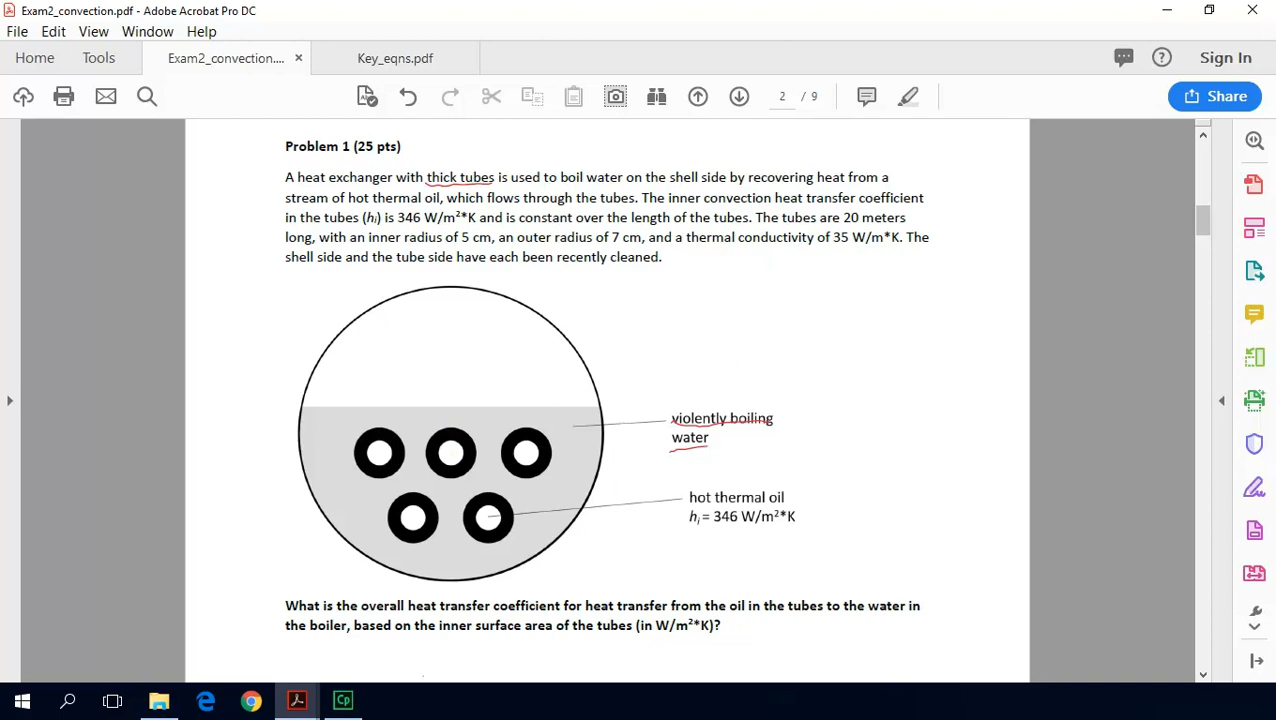 Exam2_convection.pdf - Adobe Acrobat Pro DC
File Edit View Window Help
Home Tools Exam2_convection.... × Key_eqns.pdf Sign In
2 / 9 Share
Problem 1 (25 pts)
A heat exchanger with thick tubes is used to boil water on the shell side by recovering heat from a
stream of hot thermal oil, which flows through the tubes. The inner convection heat transfer coefficient
in the tubes (hᵢ) is 346 W/m²*K and is constant over the length of the tubes. The tubes are 20 meters
long, with an inner radius of 5 cm, an outer radius of 7 cm, and a thermal conductivity of 35 W/m*K. The
shell side and the tube side have each been recently cleaned.
violently boiling
water
hot thermal oil
hᵢ = 346 W/m²*K
What is the overall heat transfer coefficient for heat transfer from the oil in the tubes to the water in
the boiler, based on the inner surface area of the tubes (in W/m²*K)?
Cp